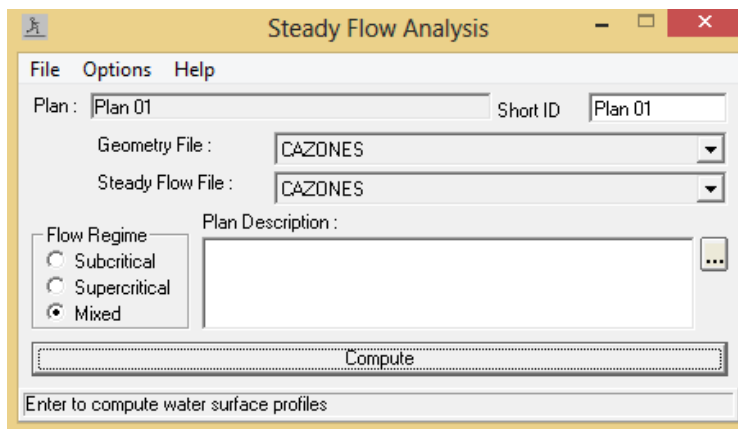 Steady Flow Analysis
File Options Help
Plan : Plan 01 Short ID Plan 01
Geometry File : CAZONES
Steady Flow File : CAZONES
Plan Description :
Flow Regime
Subcritical
Supercritical
Mixed
...
Compute
Enter to compute water surface profiles